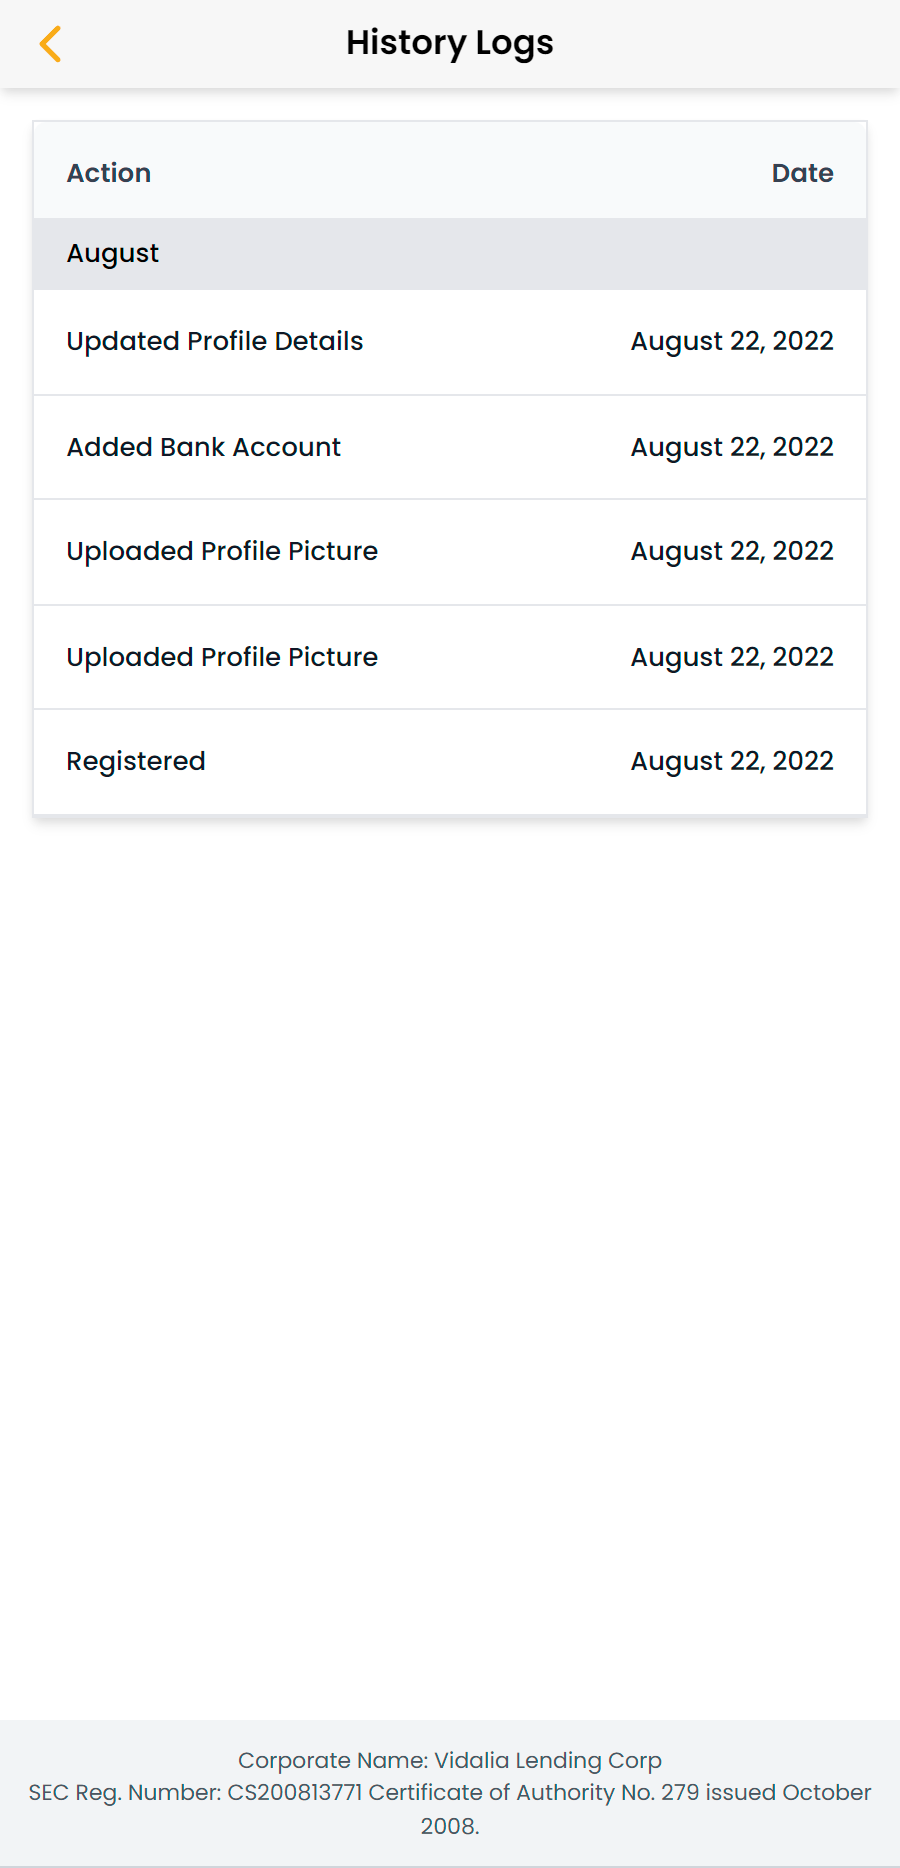 History Logs
Action Date
August
Updated Profile Details August 22, 2022
Added Bank Account August 22, 2022
Uploaded Profile Picture August 22, 2022
Uploaded Profile Picture August 22, 2022
Registered August 22, 2022
Corporate Name: Vidalia Lending Corp
SEC Reg. Number: CS200813771 Certificate of Authority No. 279 issued October
2008.